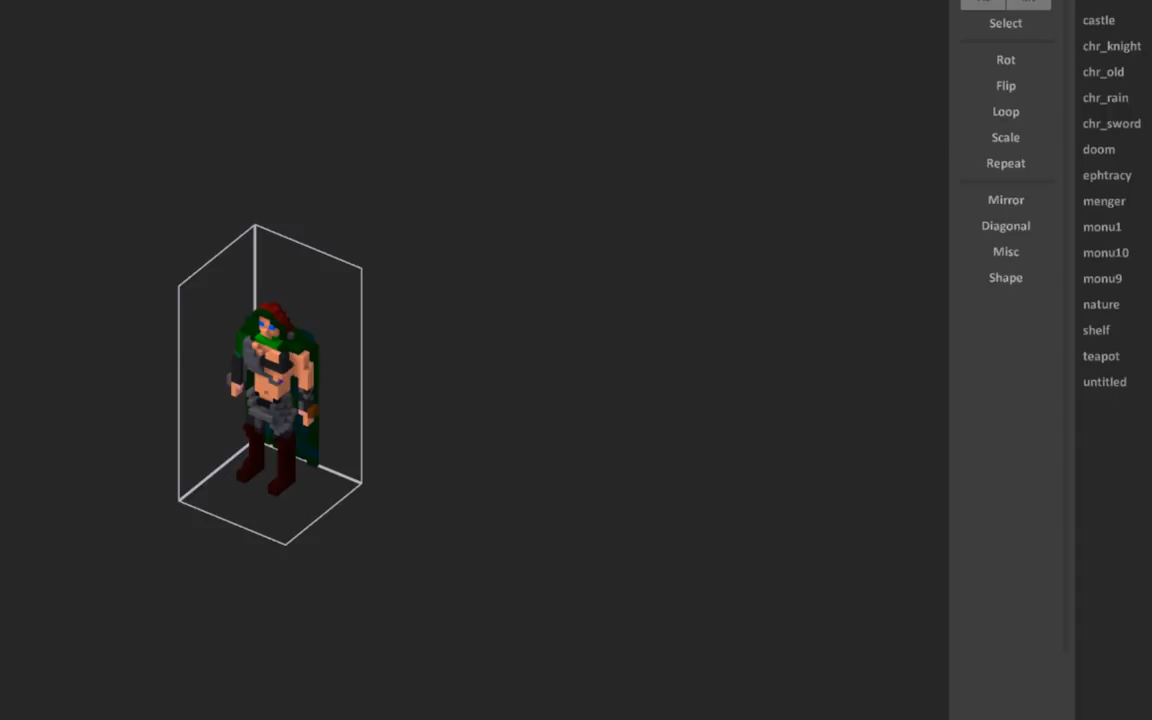 Select
Rot
Flip
Loop
Scale
Repeat
Mirror
Diagonal
Misc
Shape
castle
chr_knight
chr_old
chr_rain
chr_sword
doom
ephtracy
menger
monu1
monu10
monu9
nature
shelf
teapot
untitled